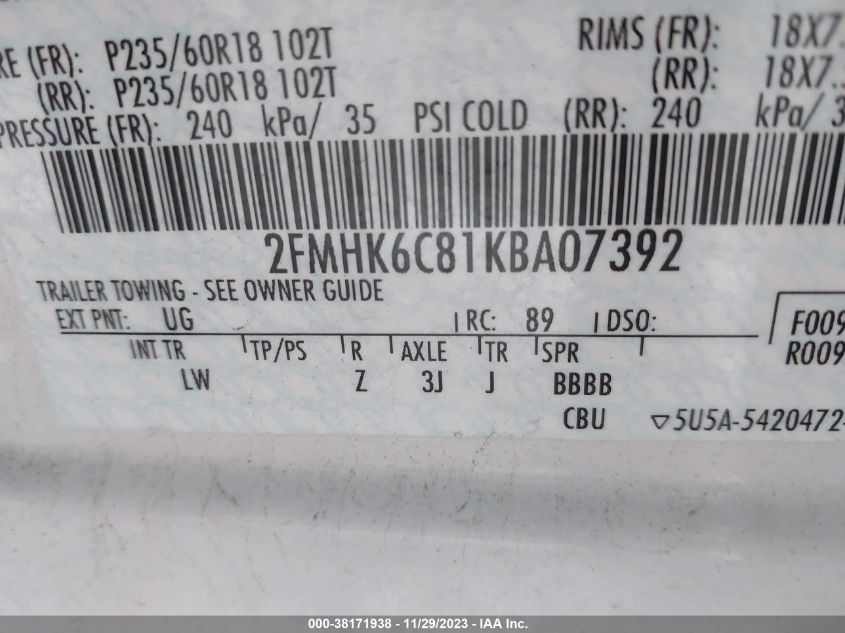 RE (FR): P235/60R18 102T RIMS (FR): 18X7.
(RR): P235/60R18 102T (RR): 18X7.
PRESSURE (FR): 240 kPa/ 35 PSI COLD (RR): 240 kPa/ 3
2FMHK6C81KBA07392
TRAILER TOWING - SEE OWNER GUIDE
EXT PNT: UG RC: 89 DSO: F009
INT TR TP/PS R AXLE TR SPR R009
LW Z 3J J BBBB
CBU ▽5U5A-5420472-
000-38171938 - 11/29/2023 - IAA Inc.